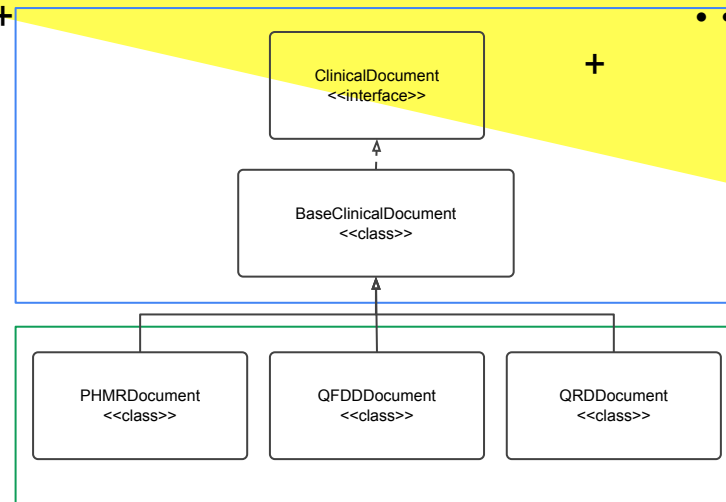 ClinicalDocument
<<interface>>
BaseClinicalDocument
<<class>>
PHMRDocument
<<class>>
QFDDDocument
<<class>>
QRDDocument
<<class>>